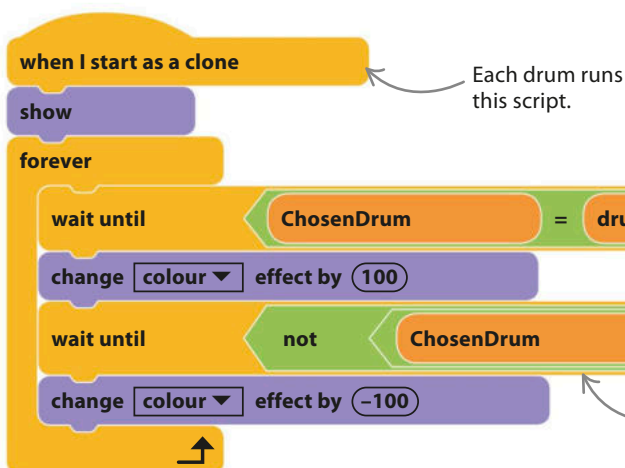 when I start as a clone
Each drum runs
this script.
show
forever
wait until ChosenDrum =
change colour effect by 100
wait until not ChosenDrum
change colour effect by –100